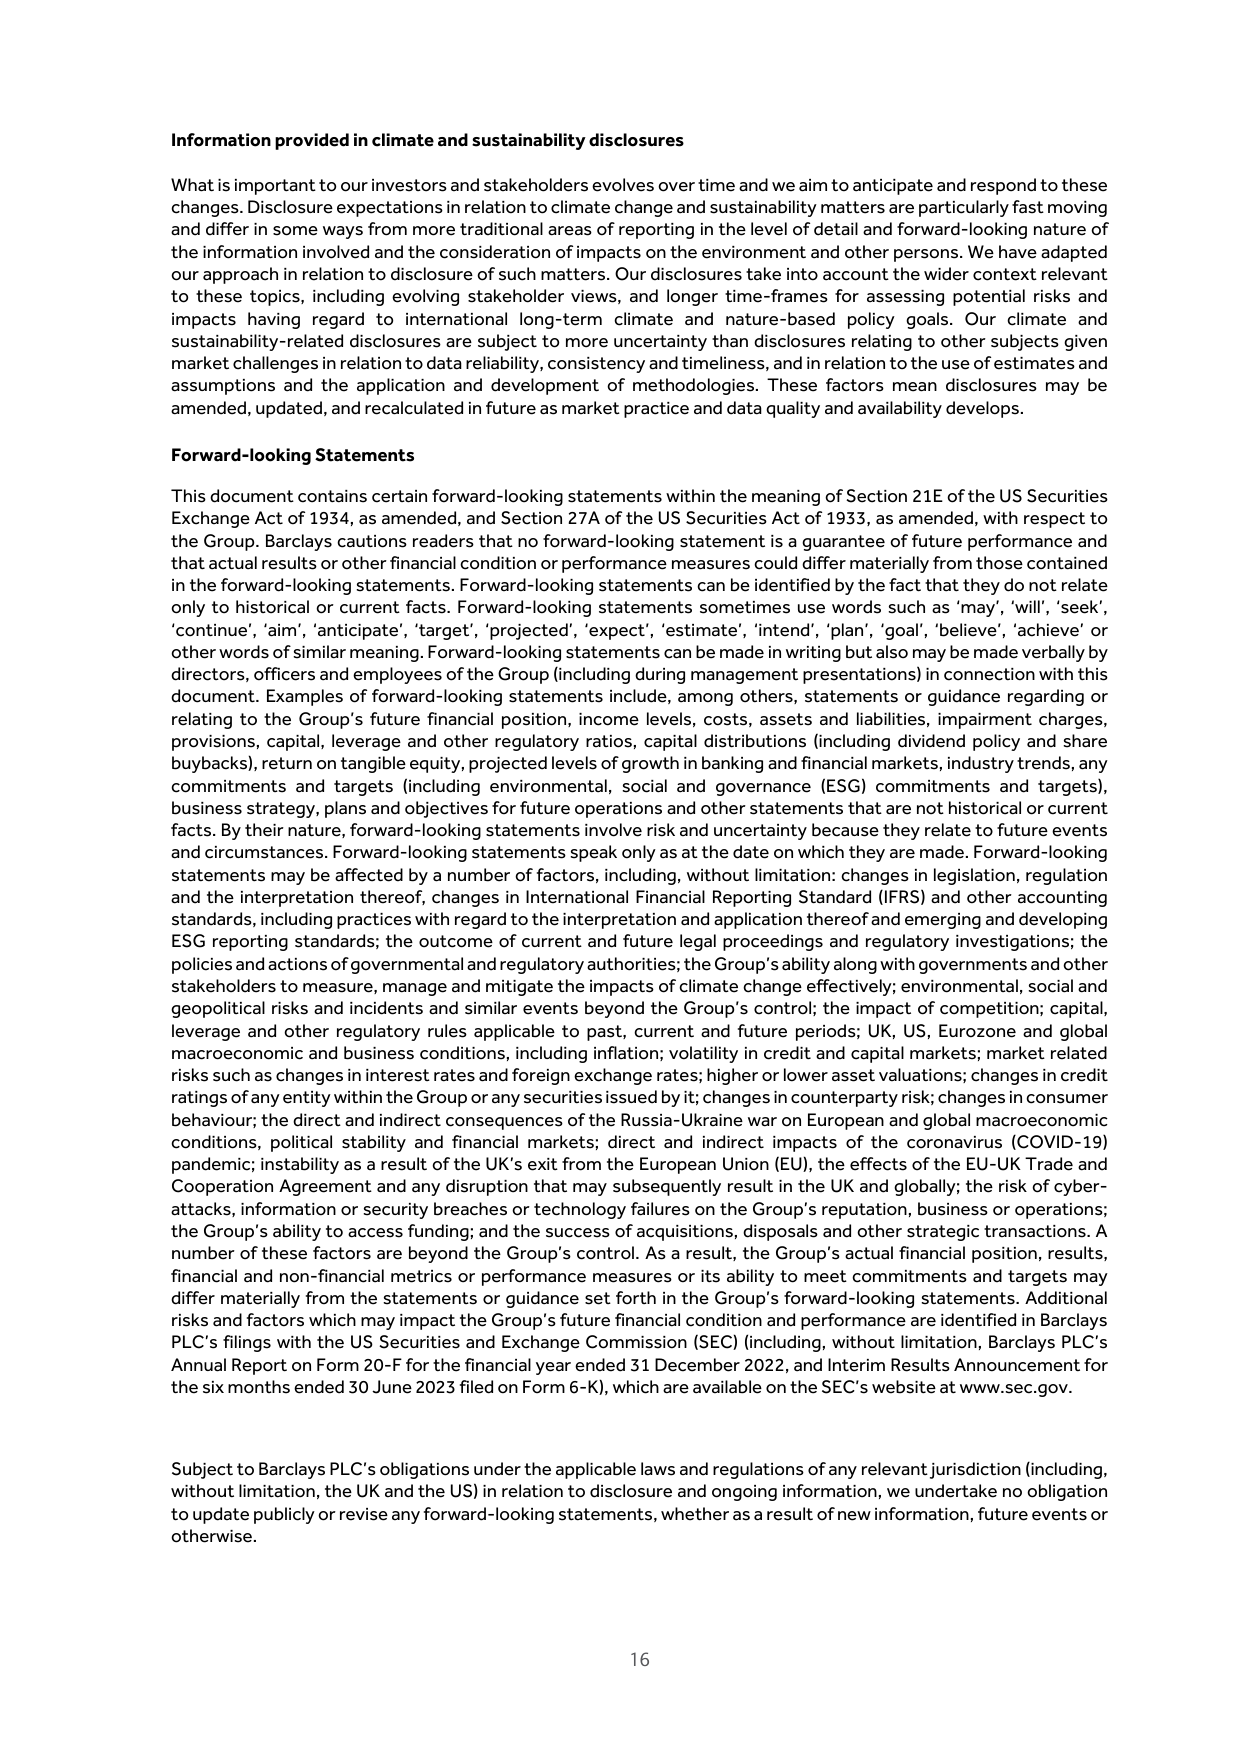 Information provided in climate and sustainability disclosures
What is important to our investors and stakeholders evolves over time and we aim to anticipate and respond to these
changes. Disclosure expectations in relation to climate change and sustainability matters are particularly fast moving
and differ in some ways from more traditional areas of reporting in the level of detail and forward-looking nature of
the information involved and the consideration of impacts on the environment and other persons. We have adapted
our approach in relation to disclosure of such matters. Our disclosures take into account the wider context relevant
to these topics, including evolving stakeholder views, and longer time-frames for assessing potential risks and
impacts having regard to international long-term climate and nature-based policy goals. Our climate and
sustainability-related disclosures are subject to more uncertainty than disclosures relating to other subjects given
market challenges in relation to data reliability, consistency and timeliness, and in relation to the use of estimates and
assumptions and the application and development of methodologies. These factors mean disclosures may be
amended, updated, and recalculated in future as market practice and data quality and availability develops.
Forward-looking Statements
This document contains certain forward-looking statements within the meaning of Section 21E of the US Securities
Exchange Act of 1934, as amended, and Section 27A of the US Securities Act of 1933, as amended, with respect to
the Group. Barclays cautions readers that no forward-looking statement is a guarantee of future performance and
that actual results or other financial condition or performance measures could differ materially from those contained
in the forward-looking statements. Forward-looking statements can be identified by the fact that they do not relate
only to historical or current facts. Forward-looking statements sometimes use words such as ‘may’, ‘will’, ‘seek’,
‘continue’, ‘aim’, ‘anticipate’, ‘target’, ‘projected’, ‘expect’, ‘estimate’, ‘intend’, ‘plan’, ‘goal’, ‘believe’, ‘achieve’ or
other words of similar meaning. Forward-looking statements can be made in writing but also may be made verbally by
directors, officers and employees of the Group (including during management presentations) in connection with this
document. Examples of forward-looking statements include, among others, statements or guidance regarding or
relating to the Group’s future financial position, income levels, costs, assets and liabilities, impairment charges,
provisions, capital, leverage and other regulatory ratios, capital distributions (including dividend policy and share
buybacks), return on tangible equity, projected levels of growth in banking and financial markets, industry trends, any
commitments and targets (including environmental, social and governance (ESG) commitments and targets),
business strategy, plans and objectives for future operations and other statements that are not historical or current
facts. By their nature, forward-looking statements involve risk and uncertainty because they relate to future events
and circumstances. Forward-looking statements speak only as at the date on which they are made. Forward-looking
statements may be affected by a number of factors, including, without limitation: changes in legislation, regulation
and the interpretation thereof, changes in International Financial Reporting Standard (IFRS) and other accounting
standards, including practices with regard to the interpretation and application thereof and emerging and developing
ESG reporting standards; the outcome of current and future legal proceedings and regulatory investigations; the
policies and actions of governmental and regulatory authorities; the Group’s ability along with governments and other
stakeholders to measure, manage and mitigate the impacts of climate change effectively; environmental, social and
geopolitical risks and incidents and similar events beyond the Group’s control; the impact of competition; capital,
leverage and other regulatory rules applicable to past, current and future periods; UK, US, Eurozone and global
macroeconomic and business conditions, including inflation; volatility in credit and capital markets; market related
risks such as changes in interest rates and foreign exchange rates; higher or lower asset valuations; changes in credit
ratings of any entity within the Group or any securities issued by it; changes in counterparty risk; changes in consumer
behaviour; the direct and indirect consequences of the Russia-Ukraine war on European and global macroeconomic
conditions, political stability and financial markets; direct and indirect impacts of the coronavirus (COVID-19)
pandemic; instability as a result of the UK’s exit from the European Union (EU), the effects of the EU-UK Trade and
Cooperation Agreement and any disruption that may subsequently result in the UK and globally; the risk of cyber-
attacks, information or security breaches or technology failures on the Group’s reputation, business or operations;
the Group’s ability to access funding; and the success of acquisitions, disposals and other strategic transactions. A
number of these factors are beyond the Group’s control. As a result, the Group’s actual financial position, results,
financial and non-financial metrics or performance measures or its ability to meet commitments and targets may
differ materially from the statements or guidance set forth in the Group’s forward-looking statements. Additional
risks and factors which may impact the Group’s future financial condition and performance are identified in Barclays
PLC’s filings with the US Securities and Exchange Commission (SEC) (including, without limitation, Barclays PLC’s
Annual Report on Form 20-F for the financial year ended 31 December 2022, and Interim Results Announcement for
the six months ended 30 June 2023 filed on Form 6-K), which are available on the SEC’s website at www.sec.gov.
Subject to Barclays PLC’s obligations under the applicable laws and regulations of any relevant jurisdiction (including,
without limitation, the UK and the US) in relation to disclosure and ongoing information, we undertake no obligation
to update publicly or revise any forward-looking statements, whether as a result of new information, future events or
otherwise.
16